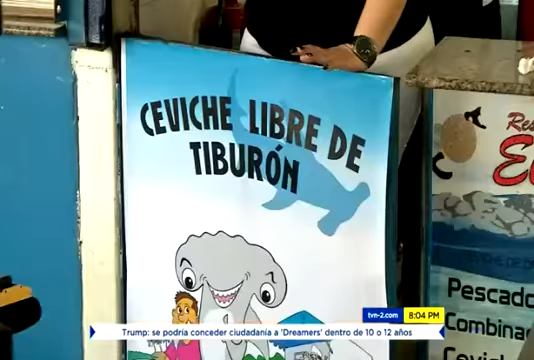 CEVICHE LIBRE DE
TIBURÓN
Pescado
Combina
Cevich
tvn-2.com 8:04 PM
Trump: se podría conceder ciudadanía a 'Dreamers' dentro de 10 o 12 años